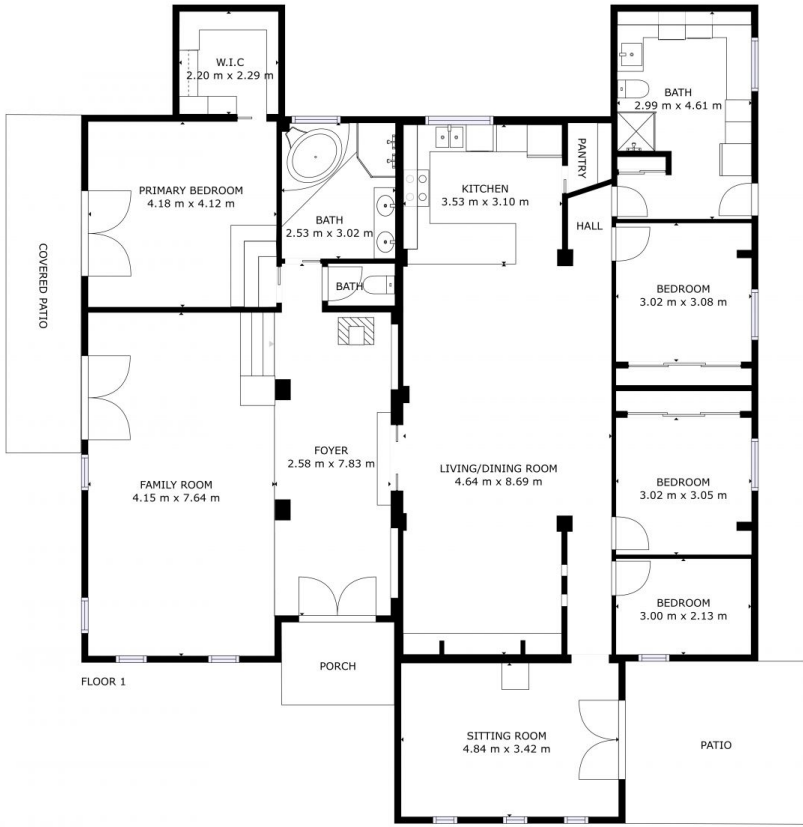 W.I.C
2.20 m x 2.29 m
BATH
2.99 m x 4.61 m
PRIMARY BEDROOM
4.18 m x 4.12 m
BATH
2.53 m x 3.02 m
KITCHEN
3.53 m x 3.10 m
PANTRY
HALL
COVERED PATIO
BATH
BEDROOM
3.02 m x 3.08 m
FAMILY ROOM
4.15 m x 7.64 m
FOYER
2.58 m x 7.83 m
LIVING/DINING ROOM
4.64 m x 8.69 m
BEDROOM
3.02 m x 3.05 m
BEDROOM
3.00 m x 2.13 m
PORCH
FLOOR 1
SITTING ROOM
4.84 m x 3.42 m
PATIO